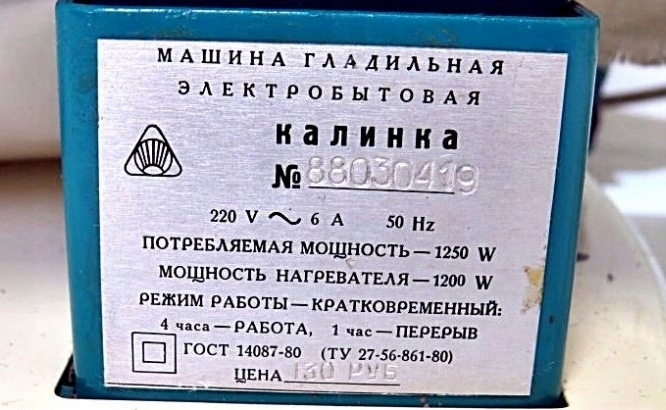 МАШИНА ГЛАДИЛЬНАЯ
ЭЛЕКТРОБЫТОВАЯ
КАЛИНКА
№ 88030419
220 V ~ 6 A 50 Hz
ПОТРЕБЛЯЕМАЯ МОЩНОСТЬ — 1250 W
МОЩНОСТЬ НАГРЕВАТЕЛЯ — 1200 W
РЕЖИМ РАБОТЫ — КРАТКОВРЕМЕННЫЙ:
4 часа — РАБОТА, 1 час — ПЕРЕРЫВ
ГОСТ 14087-80 (ТУ 27-56-861-80)
ЦЕНА 130 РУБ